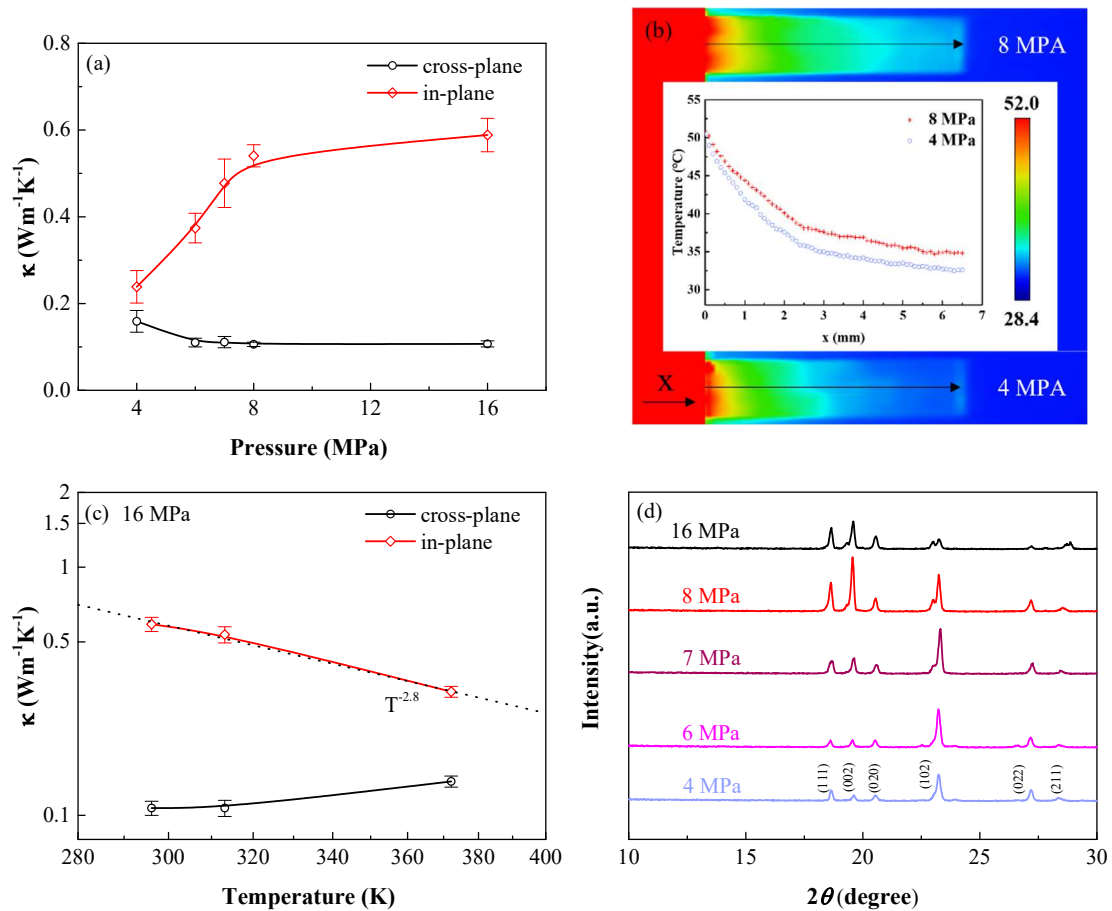 (a)
cross-plane
in-plane
0.8
0.6
0.4
0.2
0.0
κ (Wm⁻¹K⁻¹)
4
8
12
16
Pressure (MPa)
(b)
8 MPA
55
50
45
40
35
30
Temperature (°C)
8 MPa
4 MPa
0
1
2
3
4
5
6
7
x (mm)
52.0
28.4
X
4 MPA
(c)
16 MPa
cross-plane
in-plane
2
1.5
1
0.5
0.1
κ (Wm⁻¹K⁻¹)
T⁻²·⁸
280
300
320
340
360
380
400
Temperature (K)
(d)
16 MPa
8 MPa
7 MPa
6 MPa
4 MPa
(111)
(002)
(020)
(102)
(022)
(211)
Intensity(a.u.)
10
15
20
25
30
2θ (degree)